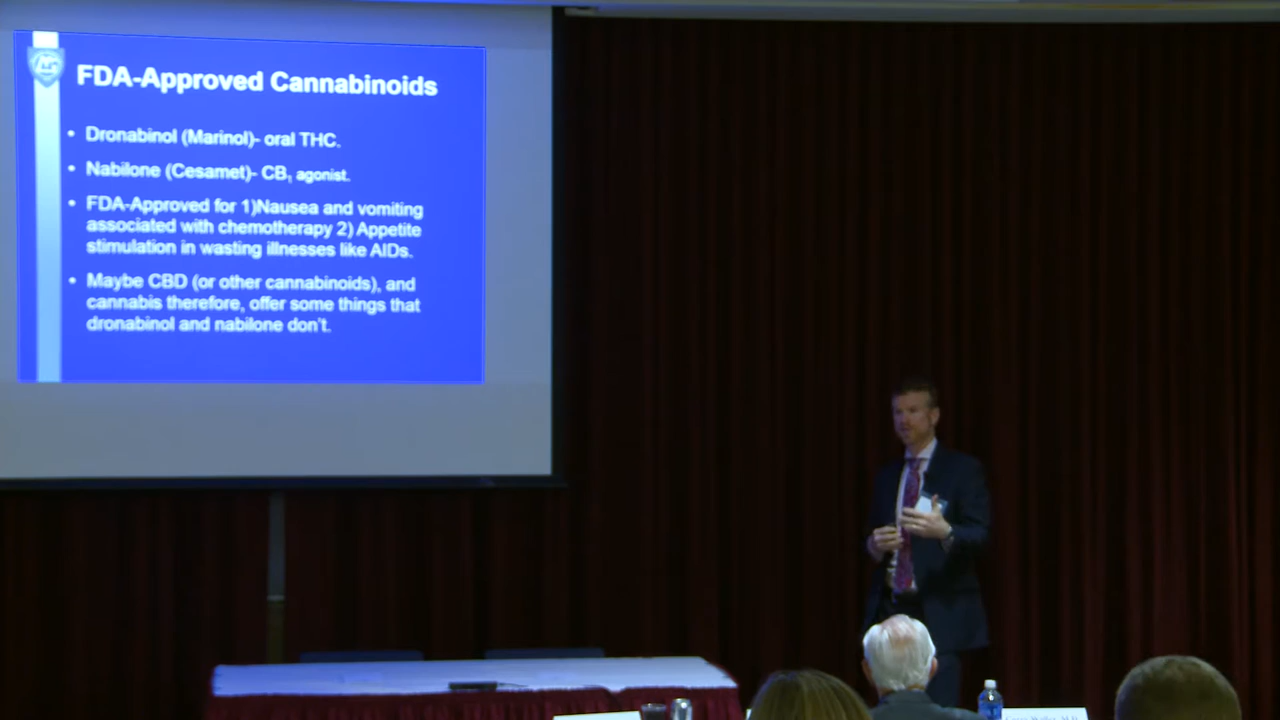 FDA-Approved Cannabinoids
• Dronabinol (Marinol)- oral THC.
• Nabilone (Cesamet)- CB₁ agonist.
• FDA-Approved for 1)Nausea and vomiting
associated with chemotherapy 2) Appetite
stimulation in wasting illnesses like AIDs.
• Maybe CBD (or other cannabinoids), and
cannabis therefore, offer some things that
dronabinol and nabilone don't.
M.D.